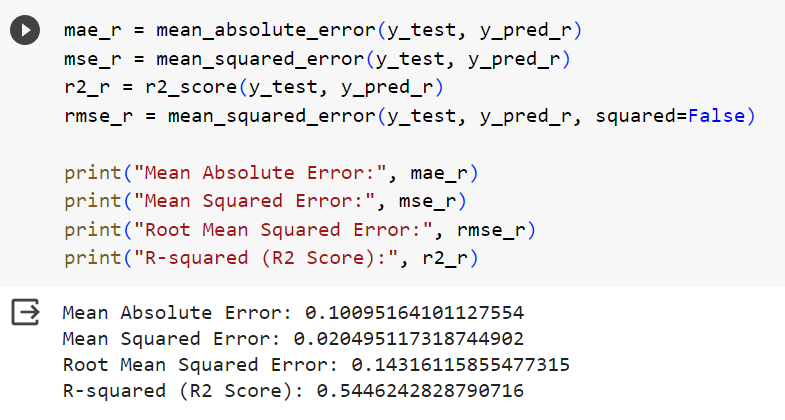 mae_r = mean_absolute_error(y_test, y_pred_r)
mse_r = mean_squared_error(y_test, y_pred_r)
r2_r = r2_score(y_test, y_pred_r)
rmse_r = mean_squared_error(y_test, y_pred_r, squared=False)
print("Mean Absolute Error:", mae_r)
print("Mean Squared Error:", mse_r)
print("Root Mean Squared Error:", rmse_r)
print("R-squared (R2 Score):", r2_r)
Mean Absolute Error: 0.10095164101127554
Mean Squared Error: 0.020495117318744902
Root Mean Squared Error: 0.14316115855477315
R-squared (R2 Score): 0.5446242828790716